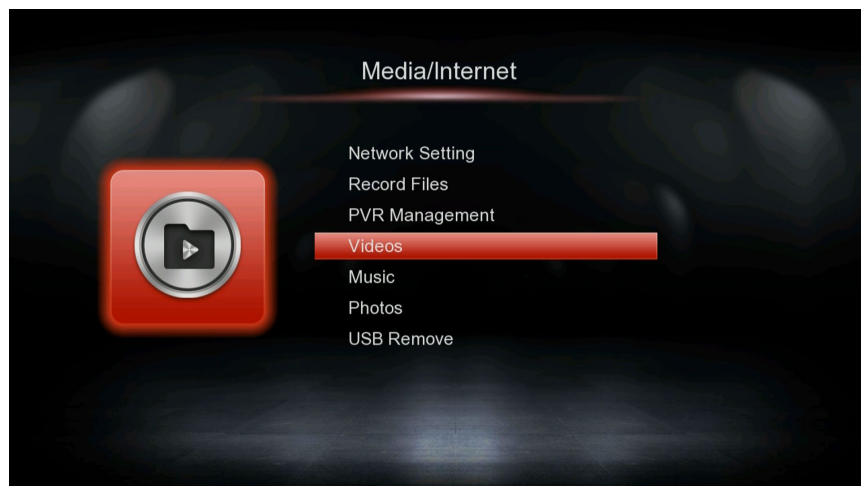 Media/Internet
Network Setting
Record Files
PVR Management
Videos
Music
Photos
USB Remove